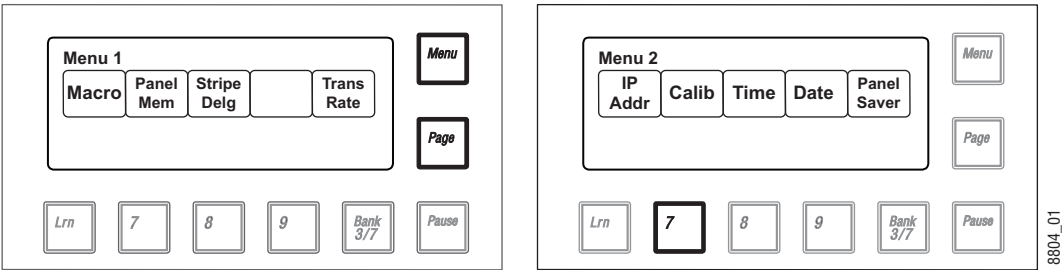 Menu 1
Macro Panel Mem Stripe Delg Trans Rate
Menu
Page
Lrn 7 8 9 Bank 3/7 Pause
Menu 2
IP Addr Calib Time Date Panel Saver
Menu
Page
Lrn 7 8 9 Bank 3/7 Pause
8804_01